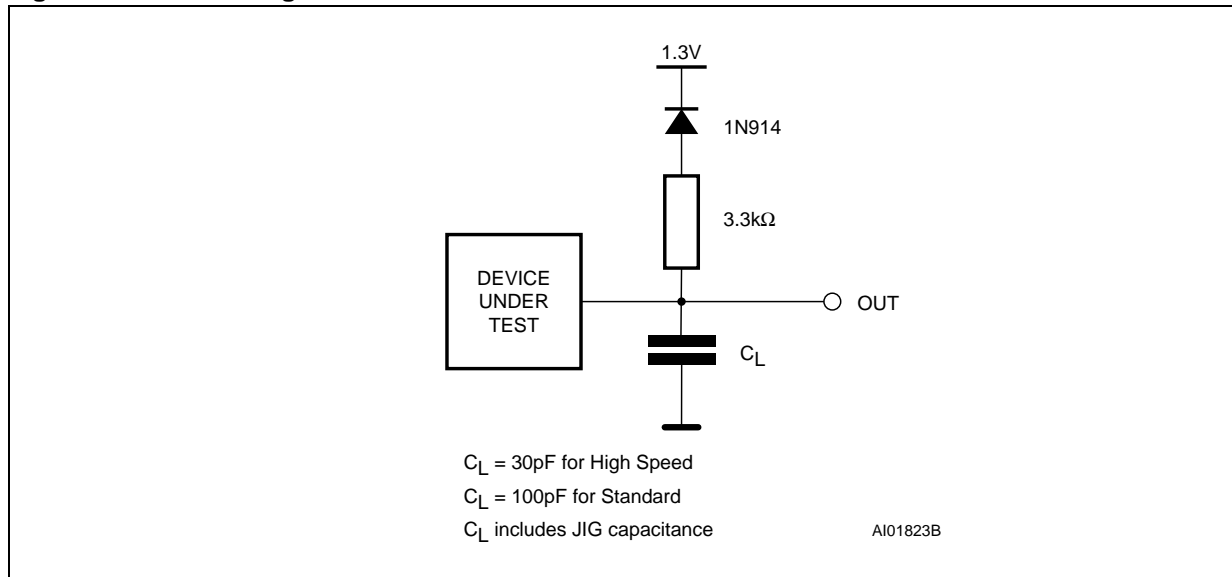 1.3V
1N914
3.3kΩ
DEVICE
UNDER
TEST
OUT
CL
CL = 30pF for High Speed
CL = 100pF for Standard
CL includes JIG capacitance
AI01823B